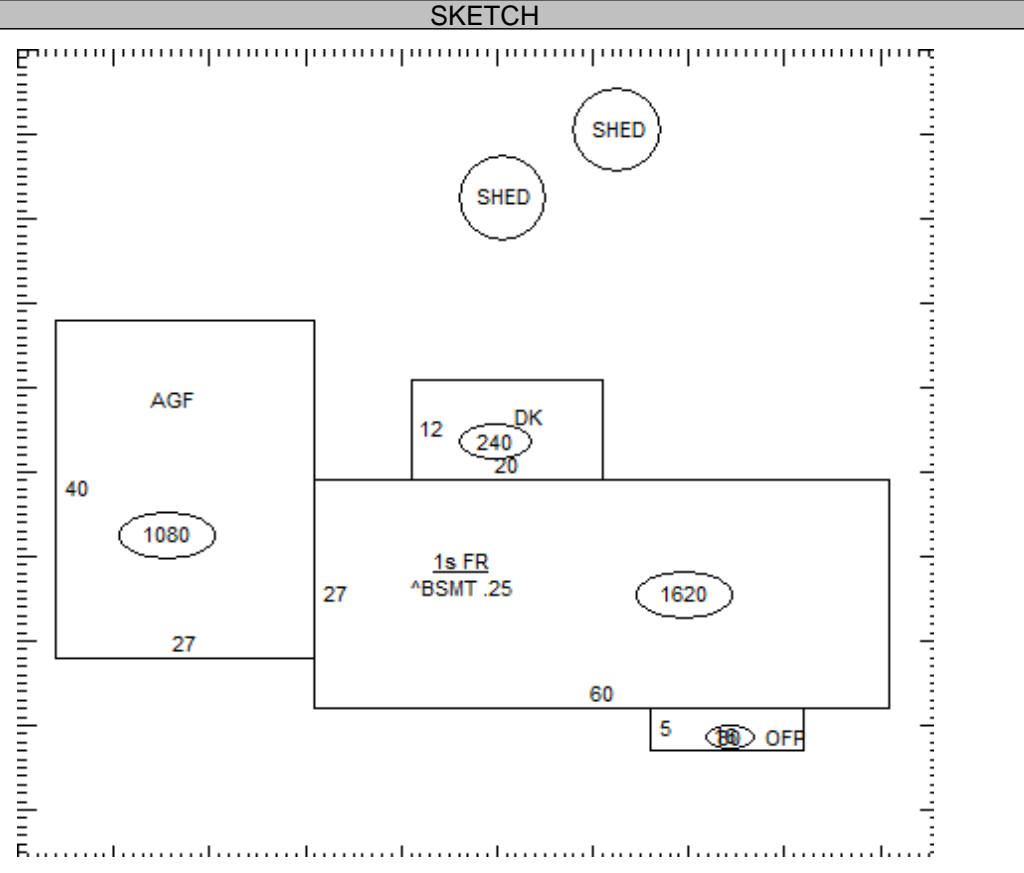 SKETCH
SHED
SHED
AGF
DK
12
240
20
40
1080
1s FR
^BSMT .25
27
1620
27
60
5
OFP